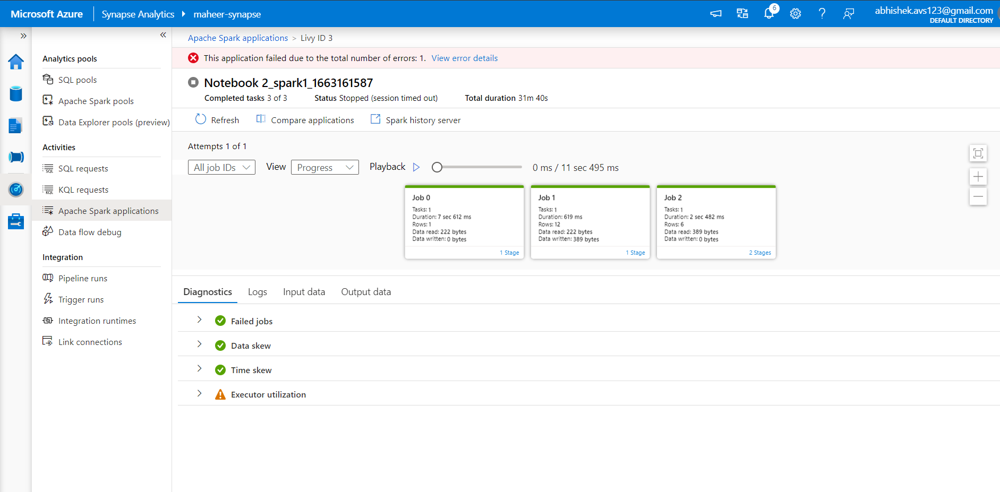 Microsoft Azure
Synapse Analytics
maheer-synapse
6
abhishek.avs123@gmail.com
DEFAULT DIRECTORY
Analytics pools
SQL pools
Apache Spark pools
Data Explorer pools (preview)
Activities
SQL requests
KQL requests
Apache Spark applications
Data flow debug
Integration
Pipeline runs
Trigger runs
Integration runtimes
Link connections
Apache Spark applications > Livy ID 3
This application failed due to the total number of errors: 1. View error details
Notebook 2_spark1_1663161587
Completed tasks 3 of 3 Status Stopped (session timed out) Total duration 31m 40s
Refresh Compare applications Spark history server
Attempts 1 of 1
All job IDs View Progress Playback 0 ms / 11 sec 495 ms
Job 0
Tasks: 1
Duration: 7 sec 612 ms
Rows: 1
Data read: 222 bytes
Data written: 0 bytes
1 Stage
Job 1
Tasks: 1
Duration: 619 ms
Rows: 12
Data read: 222 bytes
Data written: 389 bytes
1 Stage
Job 2
Tasks: 1
Duration: 2 sec 482 ms
Rows: 6
Data read: 389 bytes
Data written: 0 bytes
2 Stages
Diagnostics Logs Input data Output data
Failed jobs
Data skew
Time skew
Executor utilization